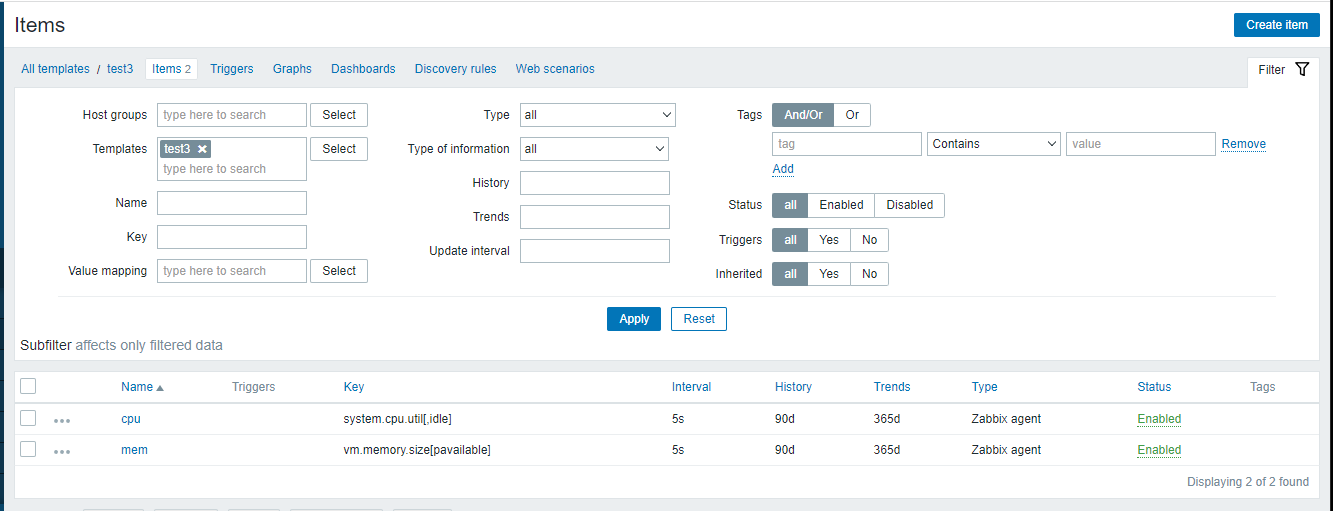 Items
Create item
All templates / test3 Items 2 Triggers Graphs Dashboards Discovery rules Web scenarios
Filter
Host groups type here to search Select Type all Tags And/Or Or
Templates test3 Select Type of information all tag Contains value Remove
type here to search Add
History
Name Trends Status all Enabled Disabled
Key Update interval Triggers all Yes No
Value mapping type here to search Select Inherited all Yes No
Apply Reset
Subfilter affects only filtered data
Name Triggers Key Interval History Trends Type Status Tags
cpu system.cpu.util[,idle] 5s 90d 365d Zabbix agent Enabled
mem vm.memory.size[pavailable] 5s 90d 365d Zabbix agent Enabled
Displaying 2 of 2 found